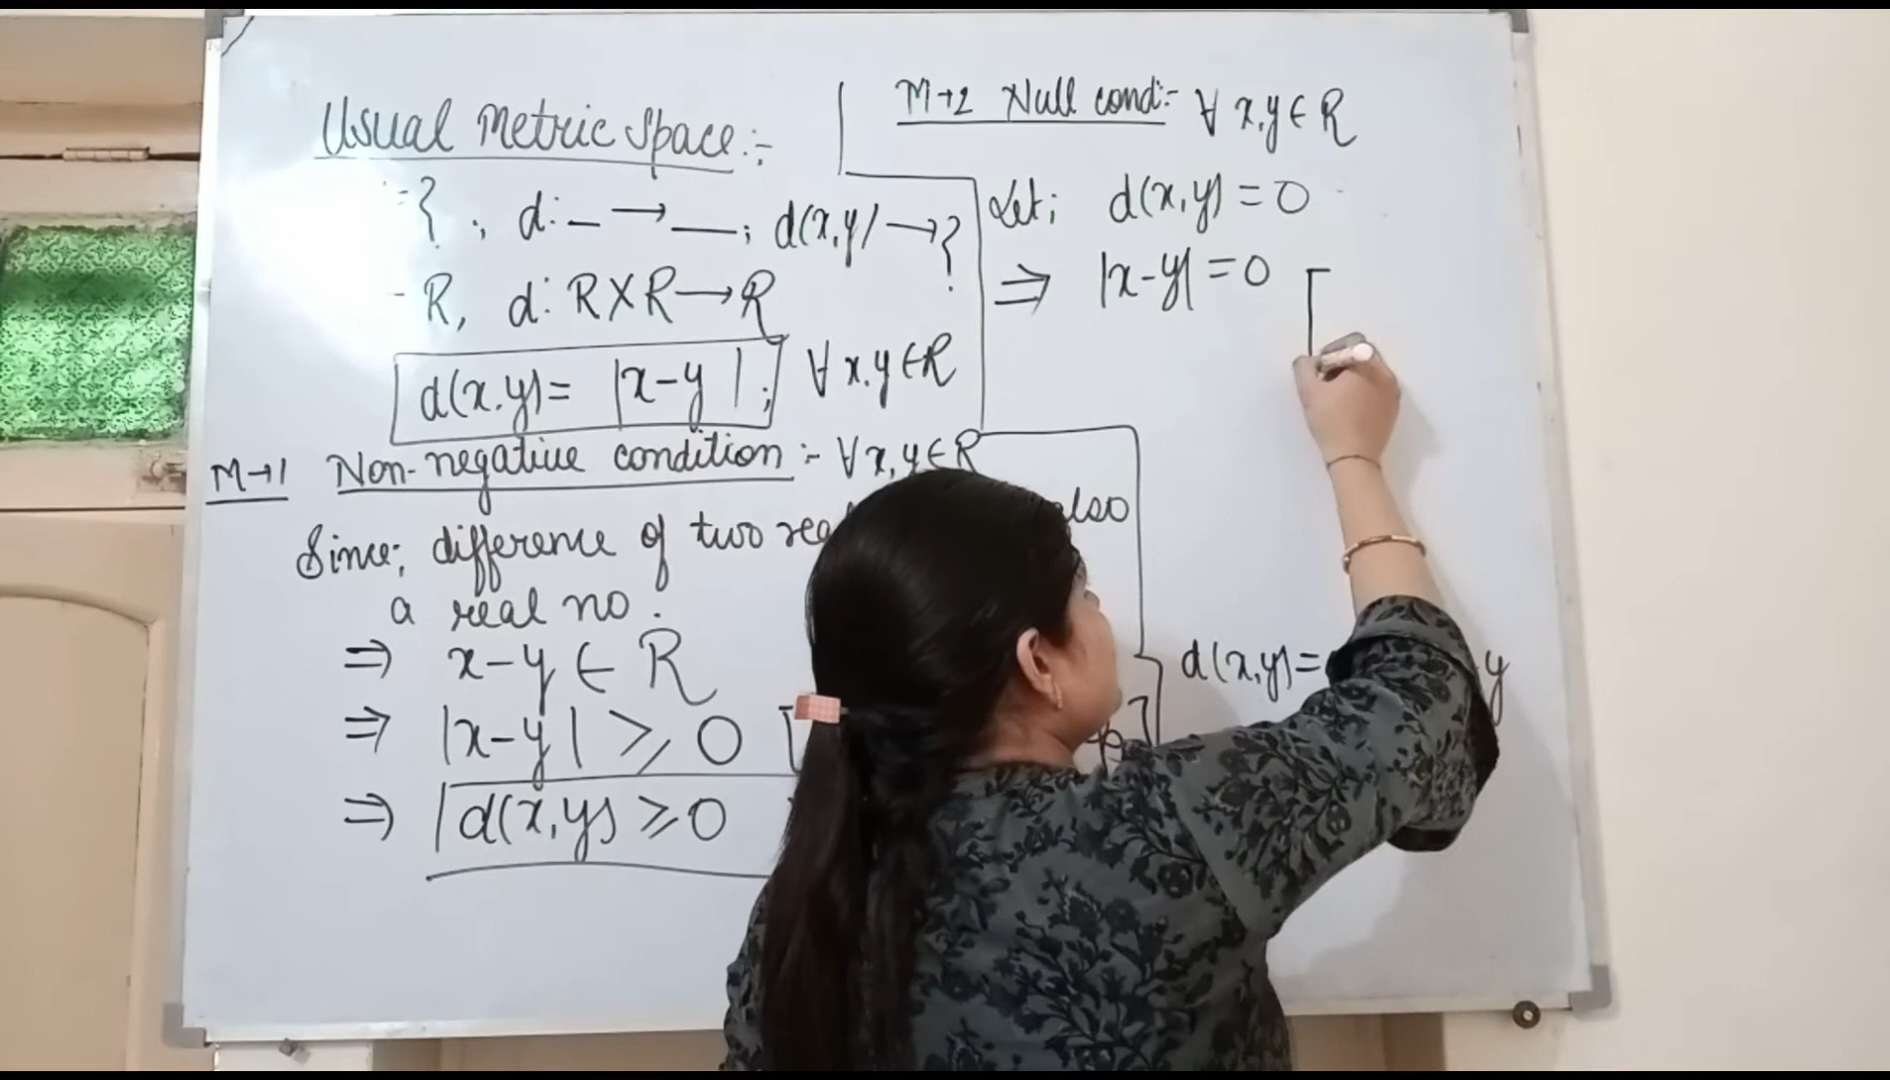 Usual Metric Space:-
=? , d: _ → __; d(x,y) → ?
- R, d: R×R → R
d(x.y) = |x-y|; ∀ x.y ∈ R
M→1 Non-negative condition :- ∀ x,y ∈ R
Since; difference of two also
a real no.
⇒ x-y ∈ R
⇒ |x-y| ⩾ 0 [
⇒ d(x,y) ⩾ 0
M→2 Null cond:- ∀ x.y ∈ R
Let; d(x,y) = 0
⇒ |x-y| = 0 [
d(x,y)= y